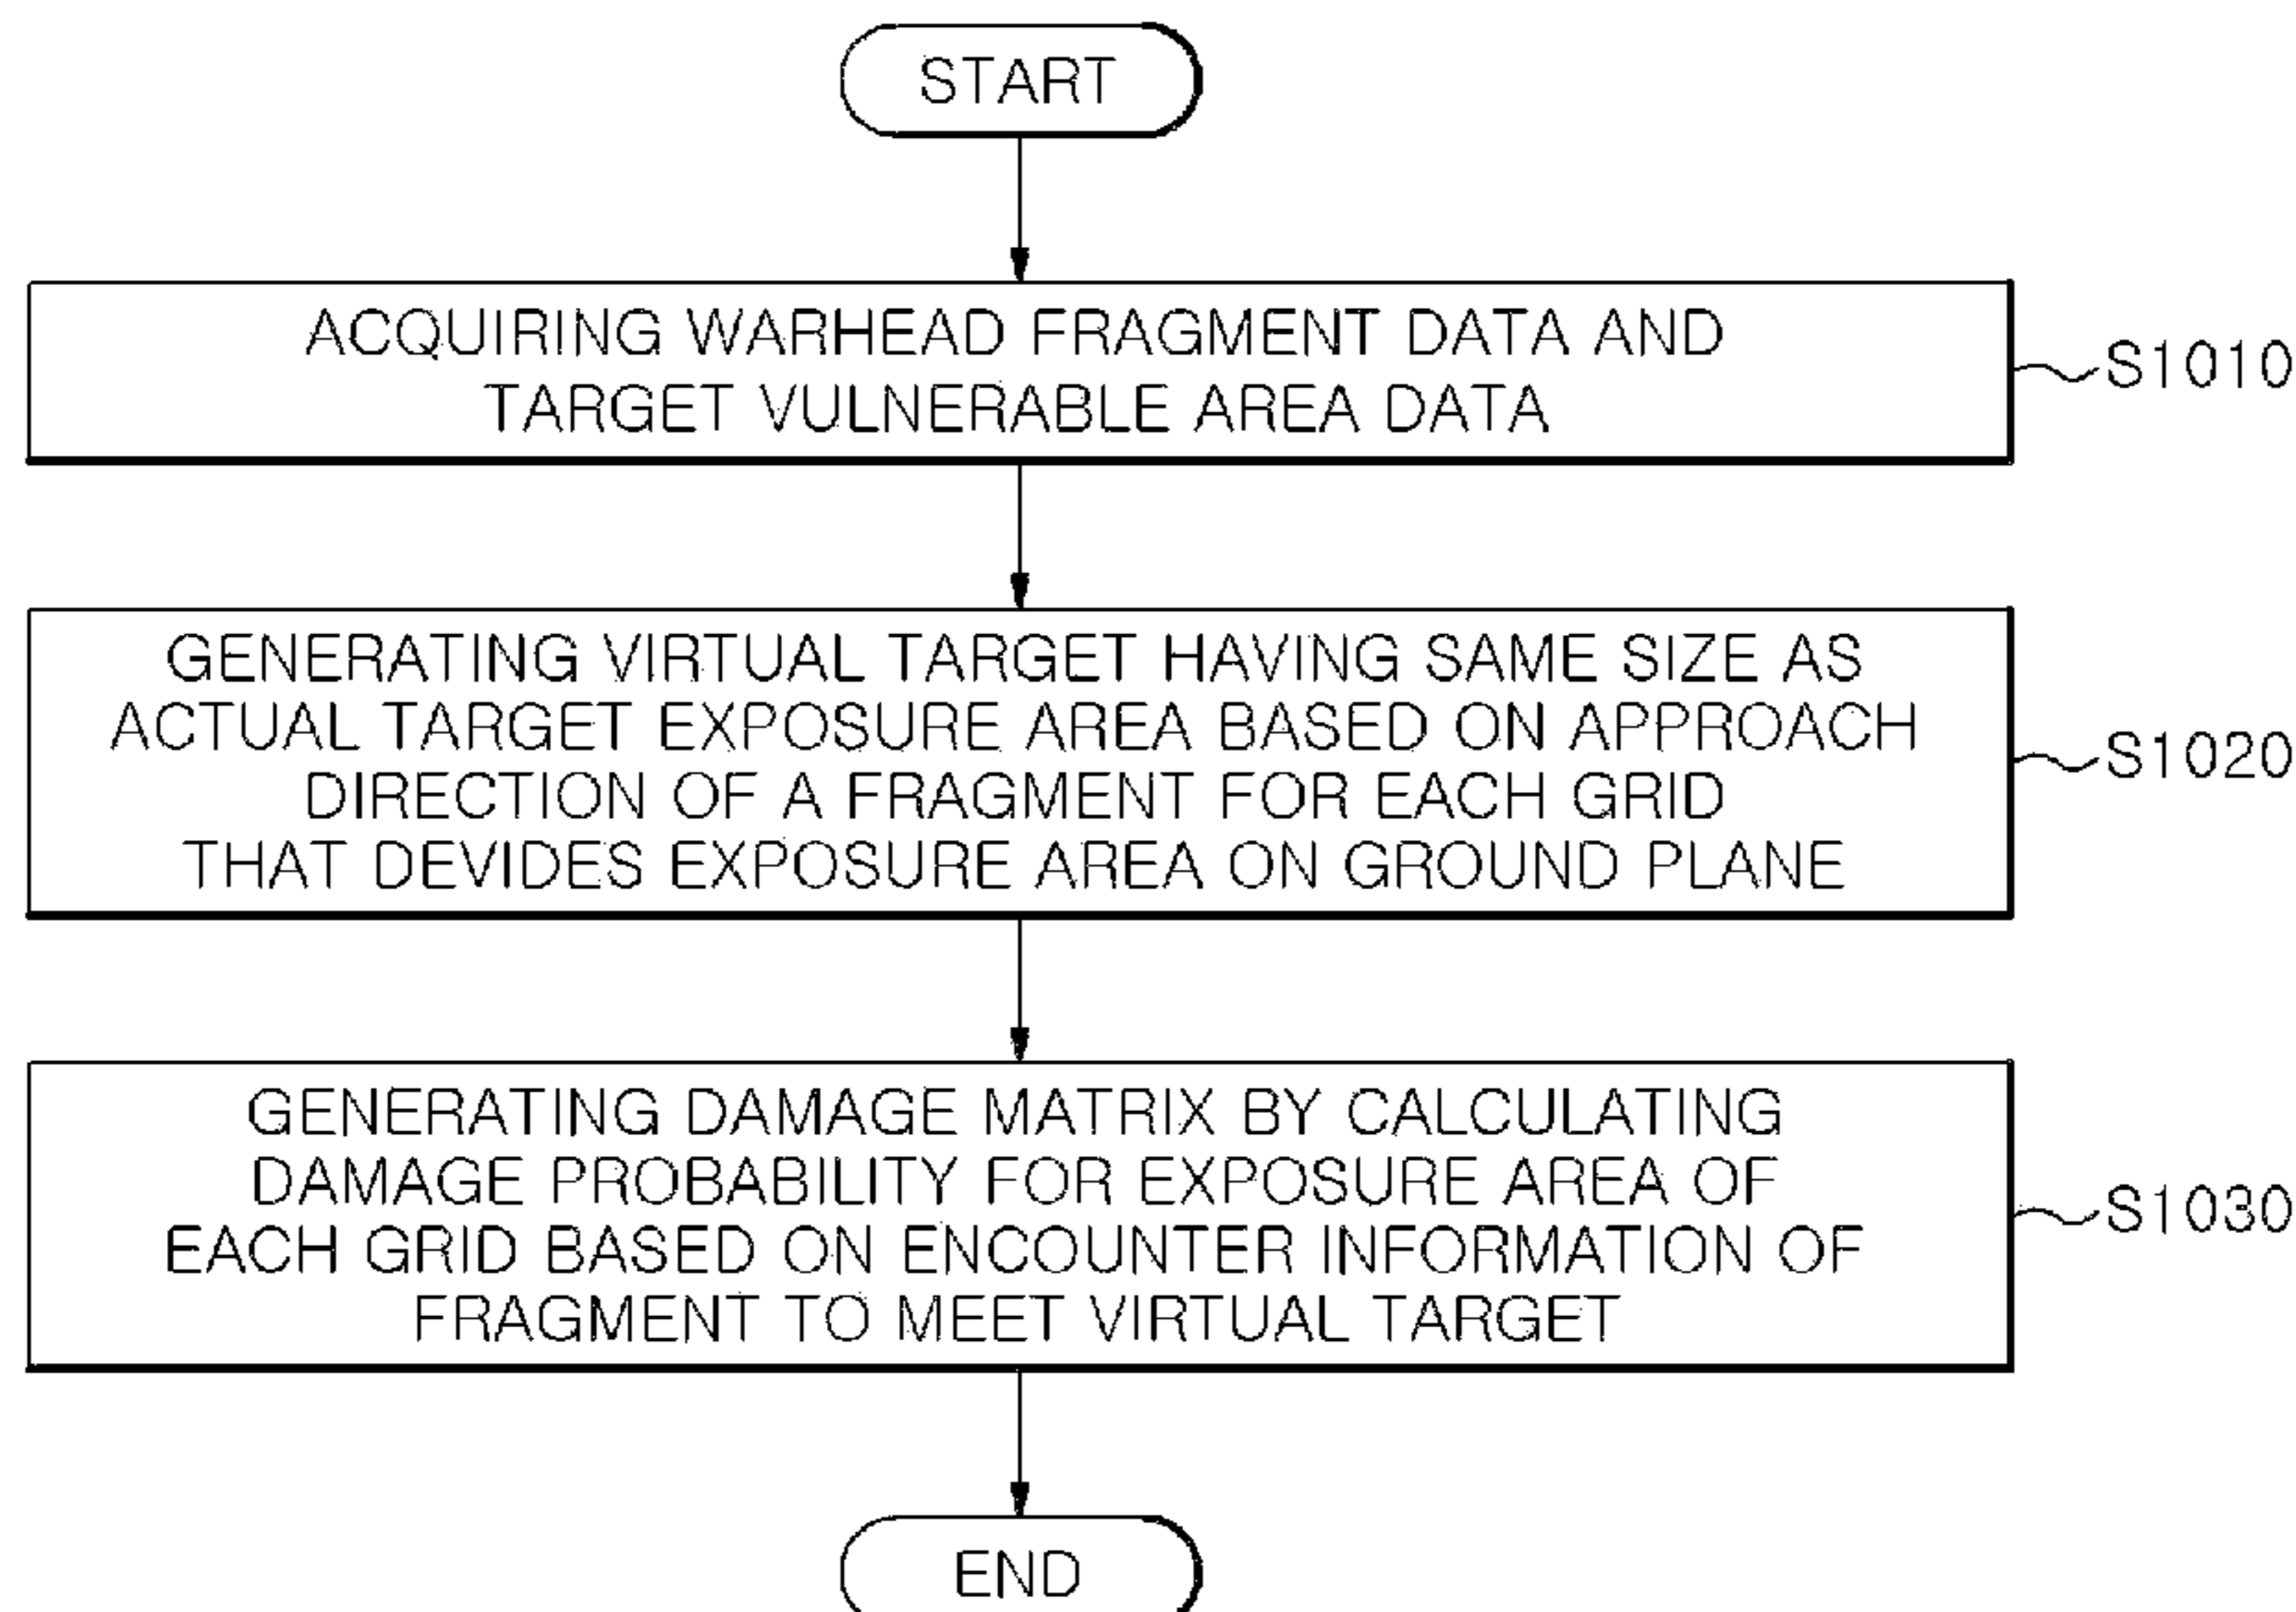 START
ACQUIRING WARHEAD FRAGMENT DATA AND
TARGET VULNERABLE AREA DATA
S1010
GENERATING VIRTUAL TARGET HAVING SAME SIZE AS
ACTUAL TARGET EXPOSURE AREA BASED ON APPROACH
DIRECTION OF A FRAGMENT FOR EACH GRID
THAT DEVIDES EXPOSURE AREA ON GROUND PLANE
S1020
GENERATING DAMAGE MATRIX BY CALCULATING
DAMAGE PROBABILITY FOR EXPOSURE AREA OF
EACH GRID BASED ON ENCOUNTER INFORMATION OF
FRAGMENT TO MEET VIRTUAL TARGET
S1030
END